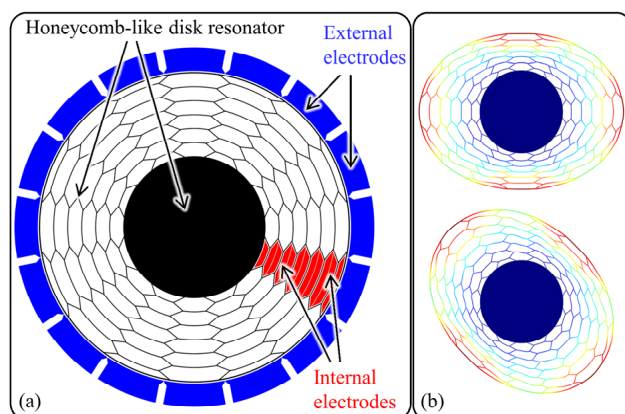 Honeycomb-like disk resonator
External
electrodes
Internal
electrodes
(a)
(b)